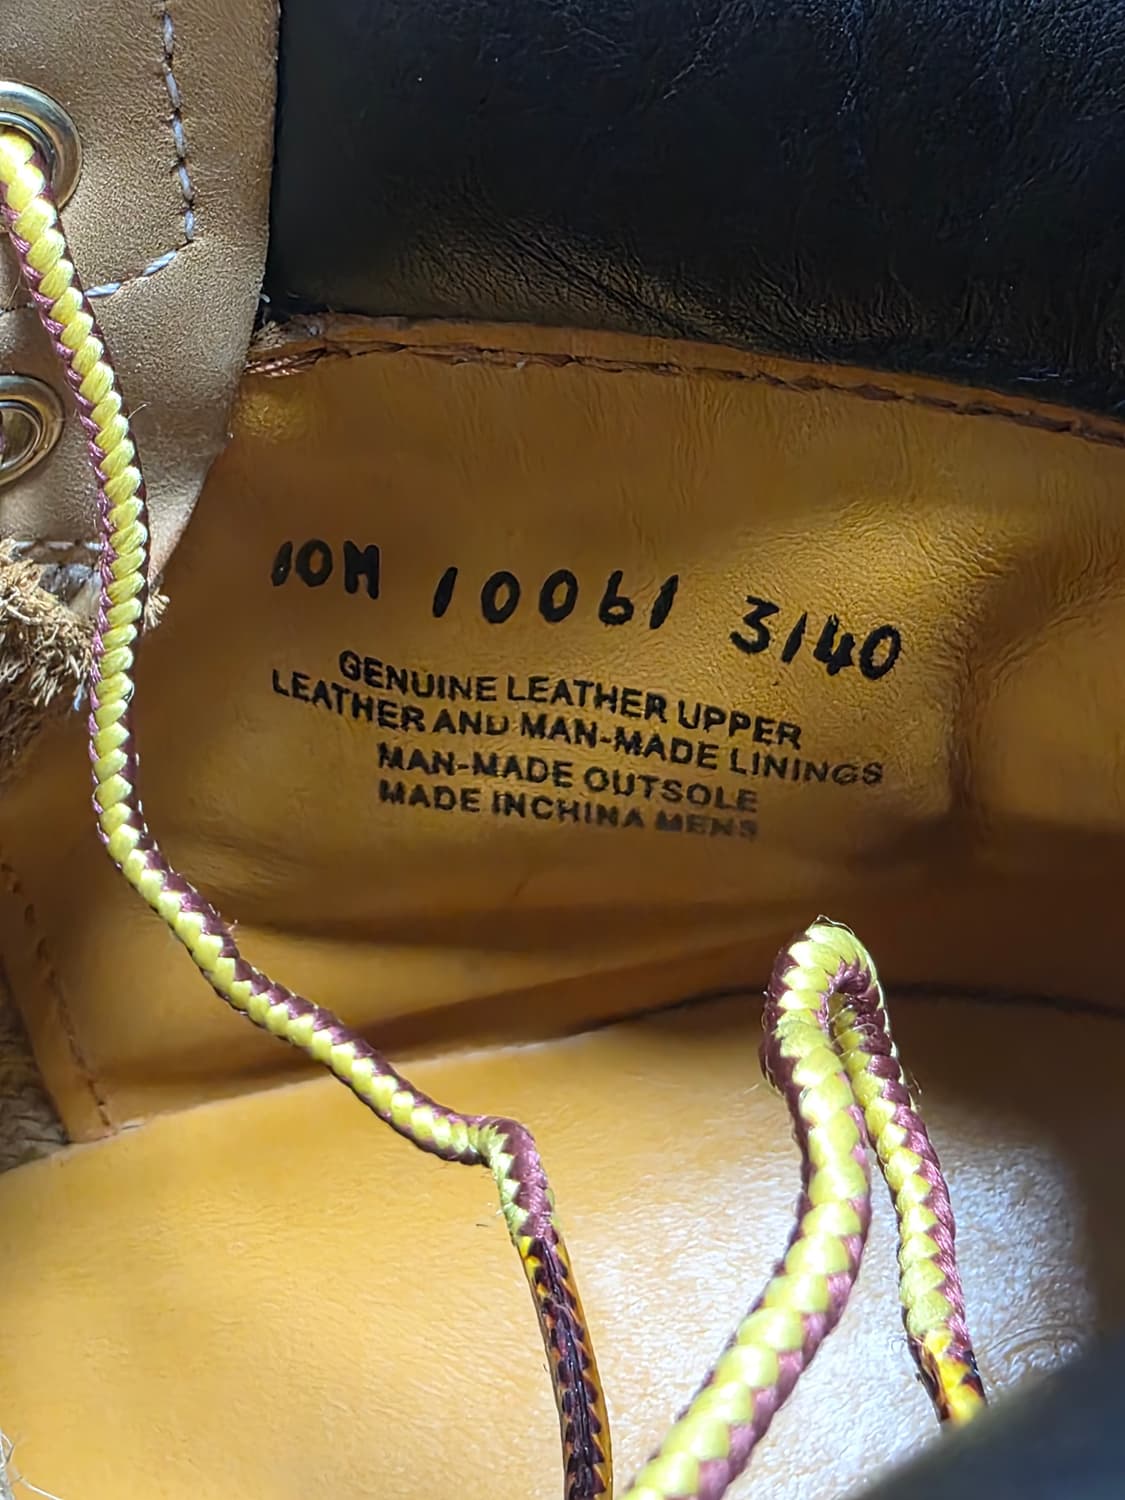 10M 10061 3140
GENUINE LEATHER UPPER
LEATHER AND MAN-MADE LININGS
MAN-MADE OUTSOLE
MADE INCHINA MENS